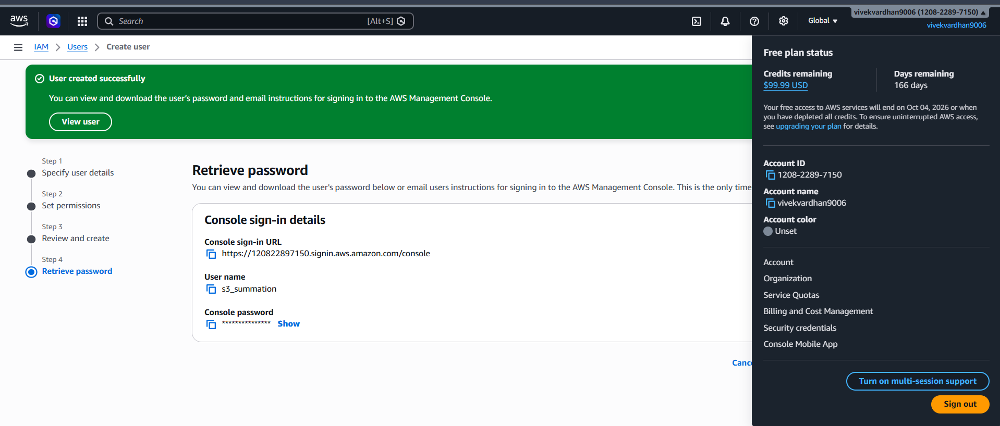 aws
Search
[Alt+S]
Global
vivekvardhan9006 (1208-2289-7150)
vivekvardhan9006
IAM
Users
Create user
User created successfully
You can view and download the user's password and email instructions for signing in to the AWS Management Console.
View user
Step 1
Specify user details
Step 2
Set permissions
Step 3
Review and create
Step 4
Retrieve password
Retrieve password
You can view and download the user's password below or email users instructions for signing in to the AWS Management Console. This is the only time
Console sign-in details
Console sign-in URL
https://120822897150.signin.aws.amazon.com/console
User name
s3_summation
Console password
*************** Show
Canc
Free plan status
Credits remaining
$99.99 USD
Days remaining
166 days
Your free access to AWS services will end on Oct 04, 2026 or when
you have depleted all credits. To ensure uninterrupted AWS access,
see upgrading your plan for details.
Account ID
1208-2289-7150
Account name
vivekvardhan9006
Account color
Unset
Account
Organization
Service Quotas
Billing and Cost Management
Security credentials
Console Mobile App
Turn on multi-session support
Sign out